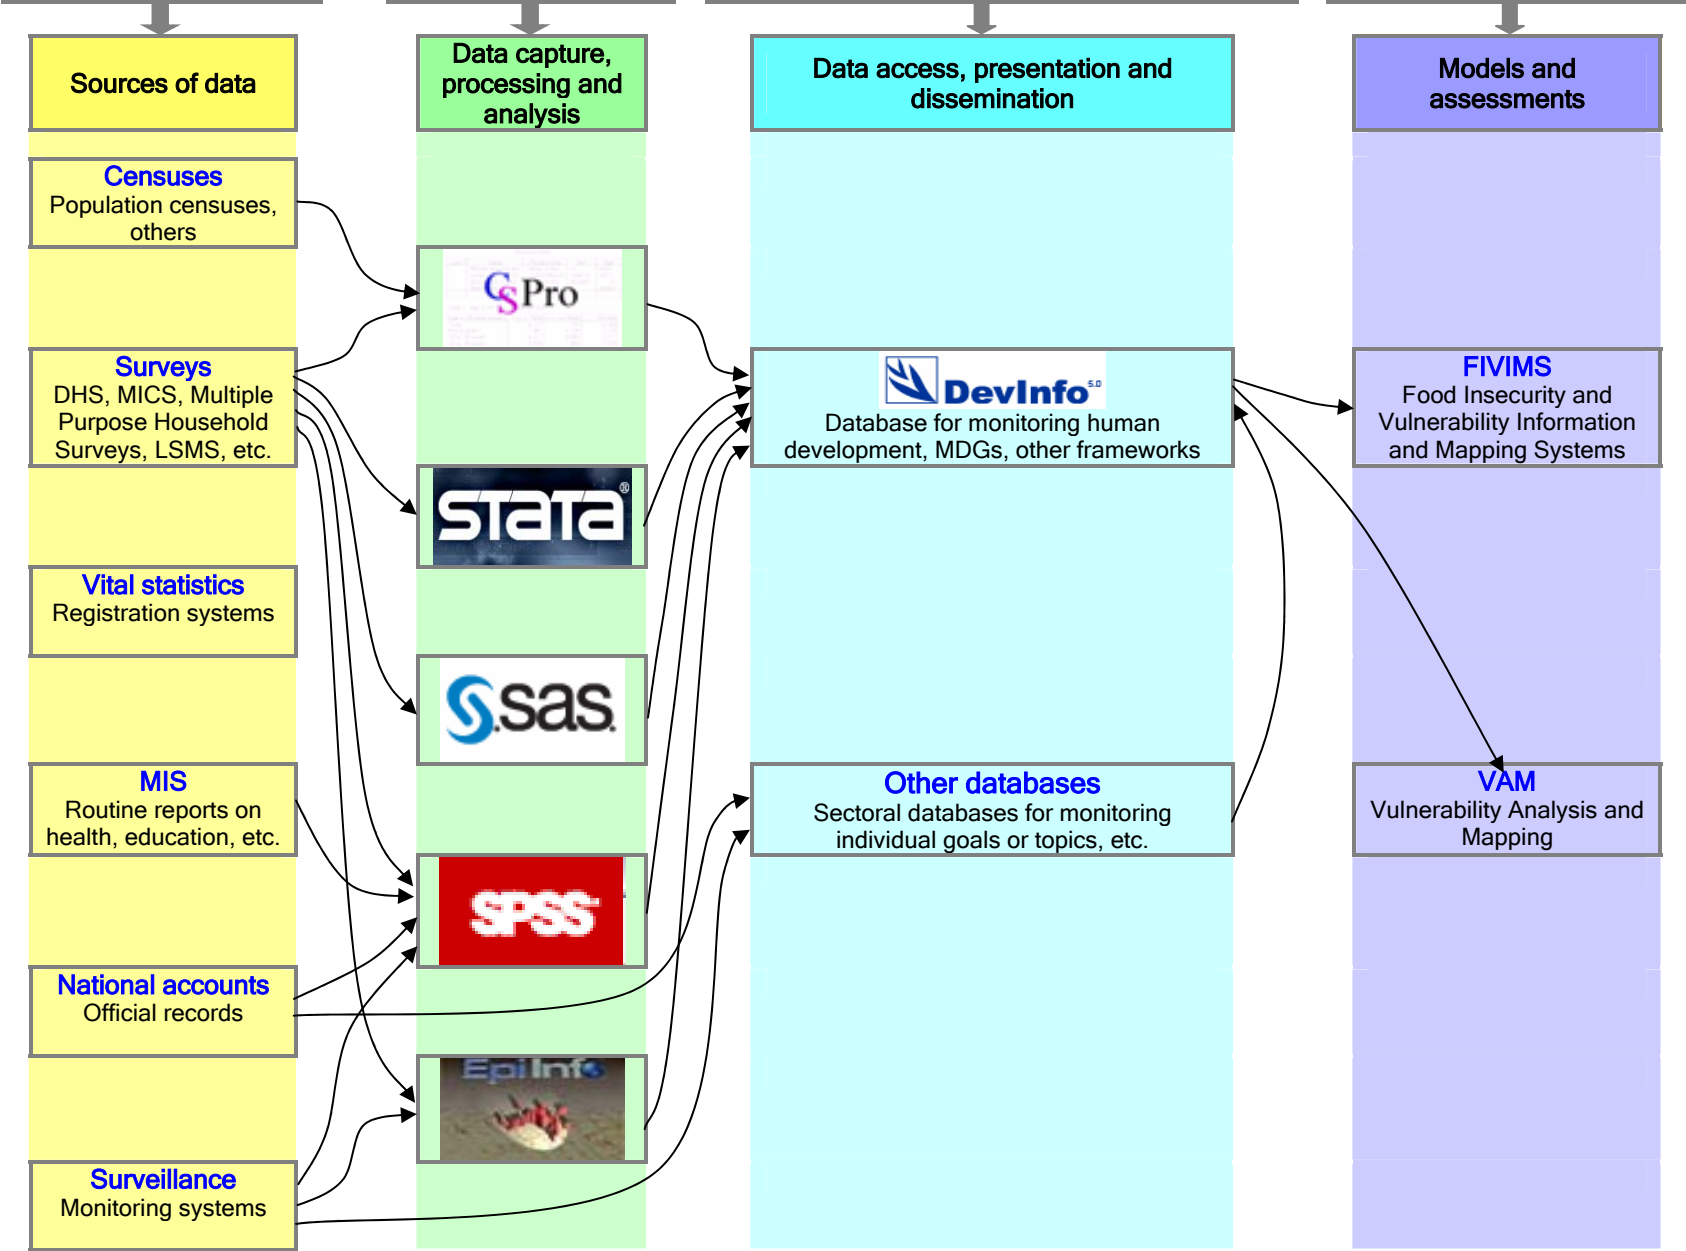 Sources of data
Data capture,
processing and
analysis
Data access, presentation and
dissemination
Models and
assessments
Censuses
Population censuses,
others
CSPro
Surveys
DHS, MICS, Multiple
Purpose Household
Surveys, LSMS, etc.
DevInfo 5.0
Database for monitoring human
development, MDGs, other frameworks
FIVIMS
Food Insecurity and
Vulnerability Information
and Mapping Systems
STATA®
Vital statistics
Registration systems
sas
MIS
Routine reports on
health, education, etc.
Other databases
Sectoral databases for monitoring
individual goals or topics, etc.
VAM
Vulnerability Analysis and
Mapping
SPSS
National accounts
Official records
Epi Info
Surveillance
Monitoring systems